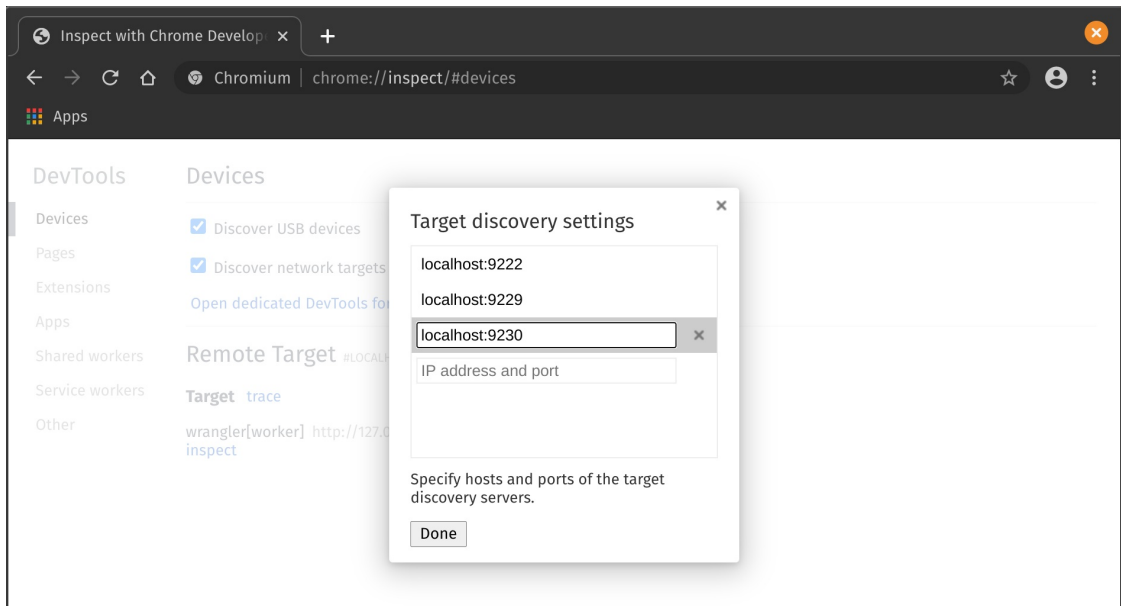 Inspect with Chrome Develop
Chromium | chrome://inspect/#devices
Apps
DevTools
Devices
Pages
Extensions
Apps
Shared workers
Service workers
Other
Devices
Discover USB devices
Discover network targets
Open dedicated DevTools for
Remote Target #LOCALH
Target trace
wrangler[worker] http://127.0
inspect
Target discovery settings
localhost:9222
localhost:9229
localhost:9230
IP address and port
Specify hosts and ports of the target
discovery servers.
Done